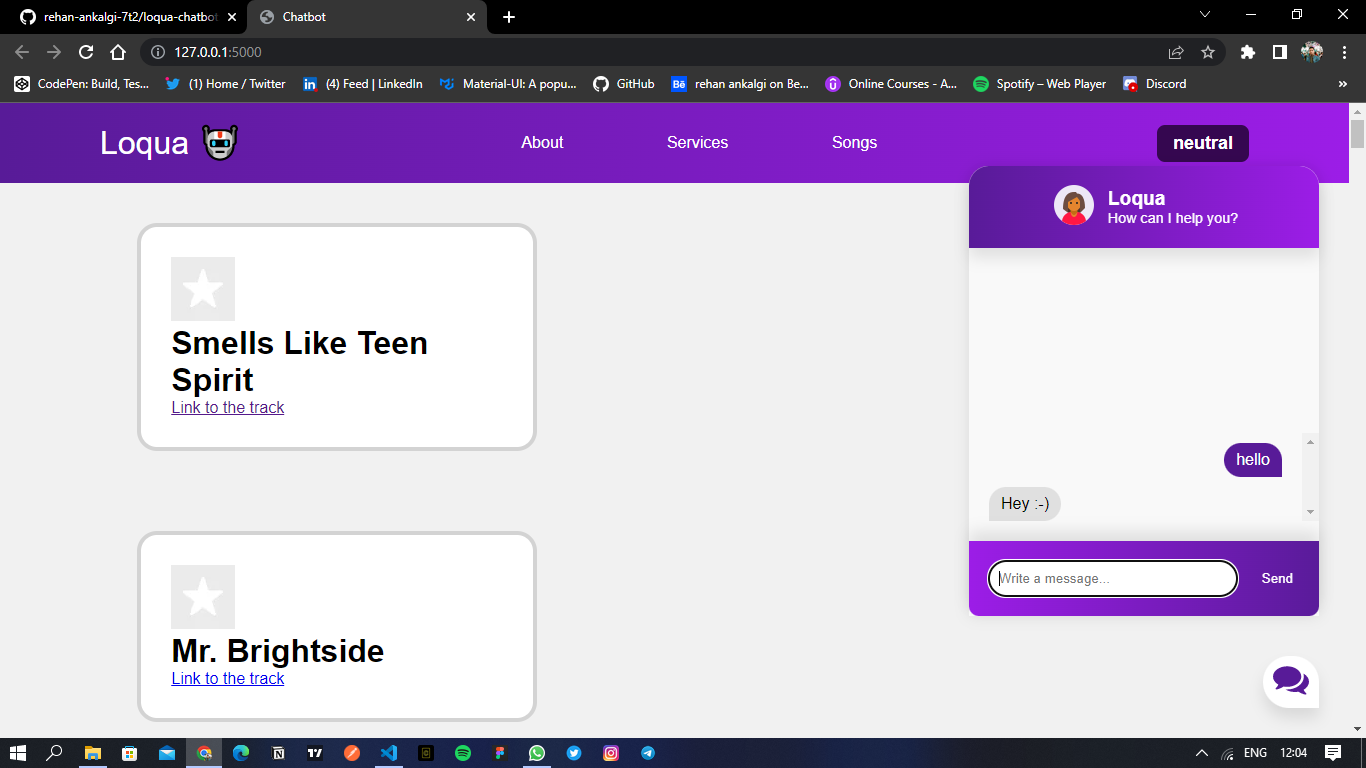 rehan-ankalgi-7t2/loqua-chatbot
Chatbot
127.0.0.1:5000
CodePen: Build, Tes...
(1) Home / Twitter
(4) Feed | LinkedIn
Material-UI: A popu...
GitHub
rehan ankalgi on Be...
Online Courses - A...
Spotify – Web Player
Discord
»
Loqua
About
Services
Songs
neutral
Loqua
How can I help you?
Smells Like Teen
Spirit
Link to the track
hello
Hey :-)
Write a message...
Send
Mr. Brightside
Link to the track
ENG
12:04